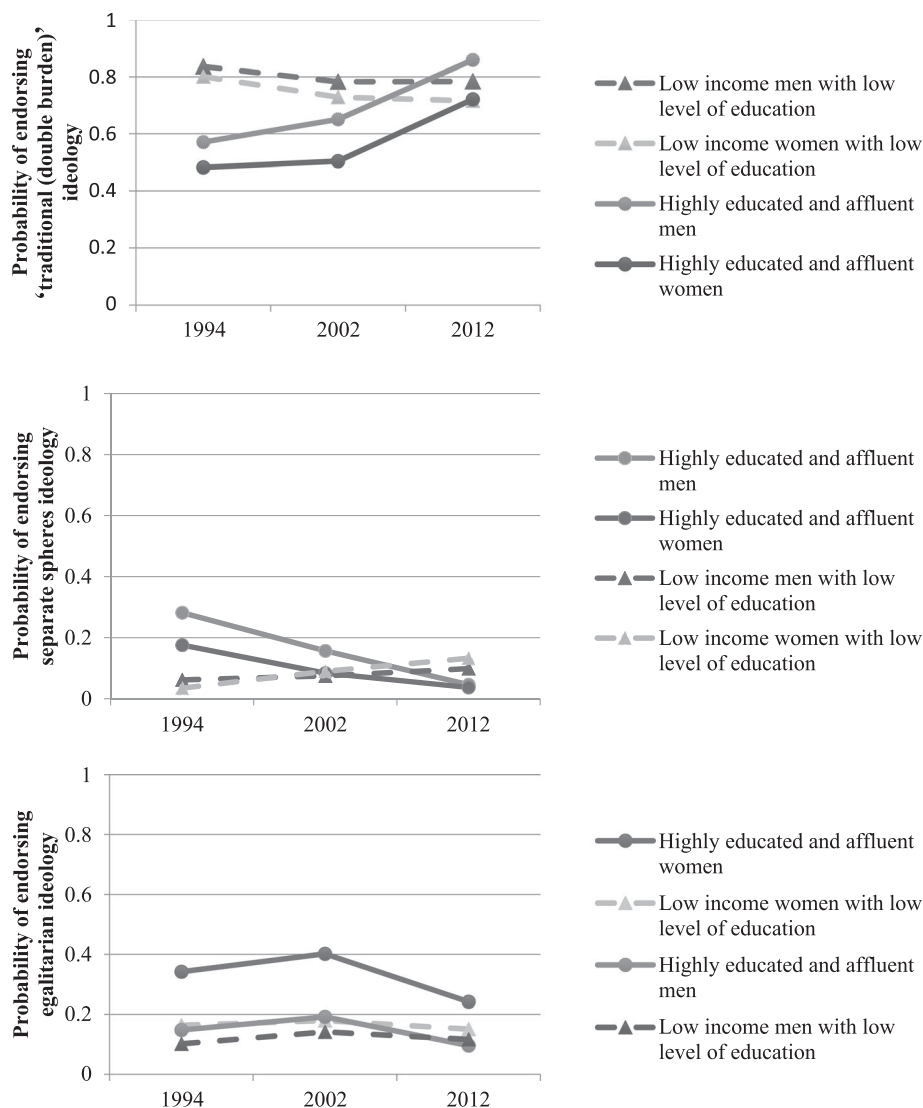 Probability of endorsing
‘traditional (double burden)’
ideology
1
0.8
0.6
0.4
0.2
0
1994
2002
2012
Low income men with low
level of education
Low income women with low
level of education
Highly educated and affluent
men
Highly educated and affluent
women
Probability of endorsing
separate spheres ideology
1
0.8
0.6
0.4
0.2
0
1994
2002
2012
Highly educated and affluent
men
Highly educated and affluent
women
Low income men with low
level of education
Low income women with low
level of education
Probability of endorsing
egalitarian ideology
1
0.8
0.6
0.4
0.2
0
1994
2002
2012
Highly educated and affluent
women
Low income women with low
level of education
Highly educated and affluent
men
Low income men with low
level of education